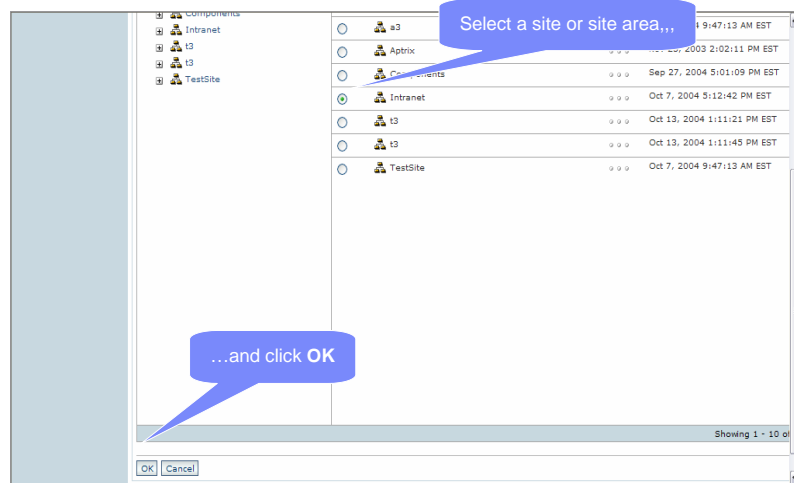 Components
Intranet
t3
t3
TestSite
Select a site or site area,,,
a3 4 9:47:13 AM EST
Aptrix 2003 2:02:11 PM EST
Components Sep 27, 2004 5:01:09 PM EST
Intranet Oct 7, 2004 5:12:42 PM EST
t3 Oct 13, 2004 1:11:21 PM EST
t3 Oct 13, 2004 1:11:45 PM EST
TestSite Oct 7, 2004 9:47:13 AM EST
…and click OK
Showing 1 - 10 of
OK Cancel